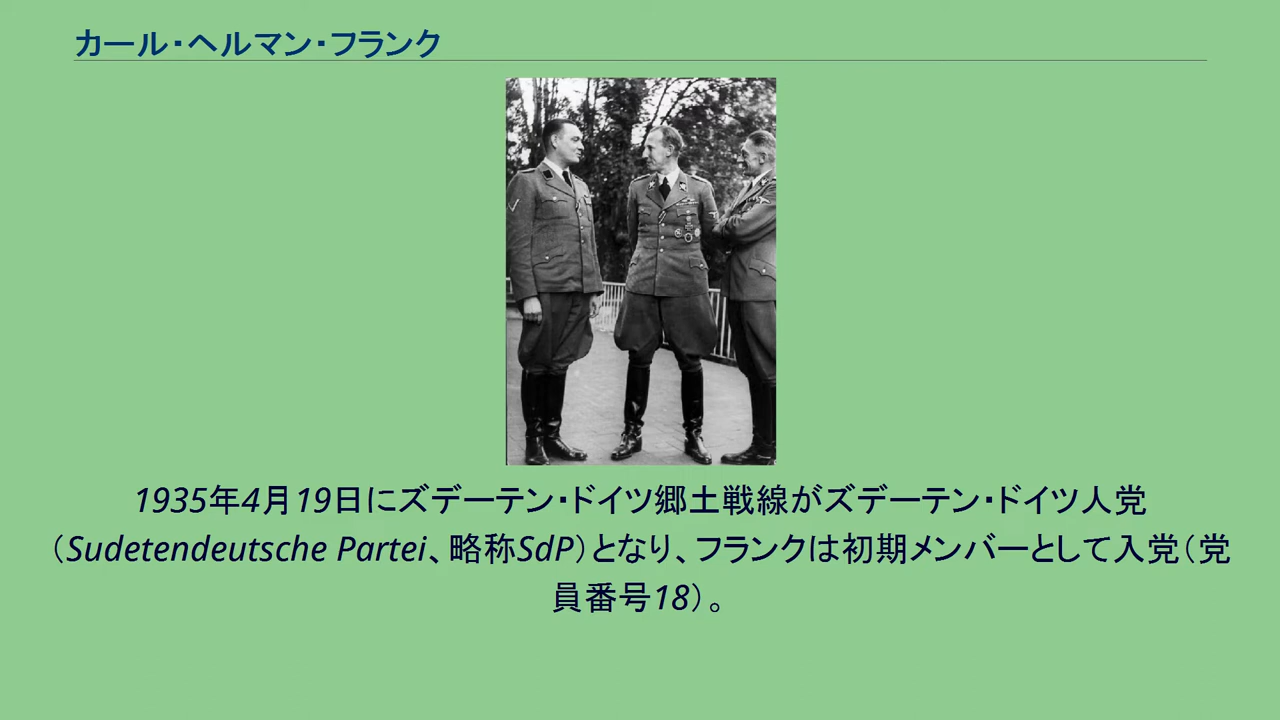 カール・ヘルマン・フランク
1935年4月19日にズデーテン・ドイツ郷土戦線がズデーテン・ドイツ人党
（Sudetendeutsche Partei、略称SdP）となり、フランクは初期メンバーとして入党（党
員番号18）。